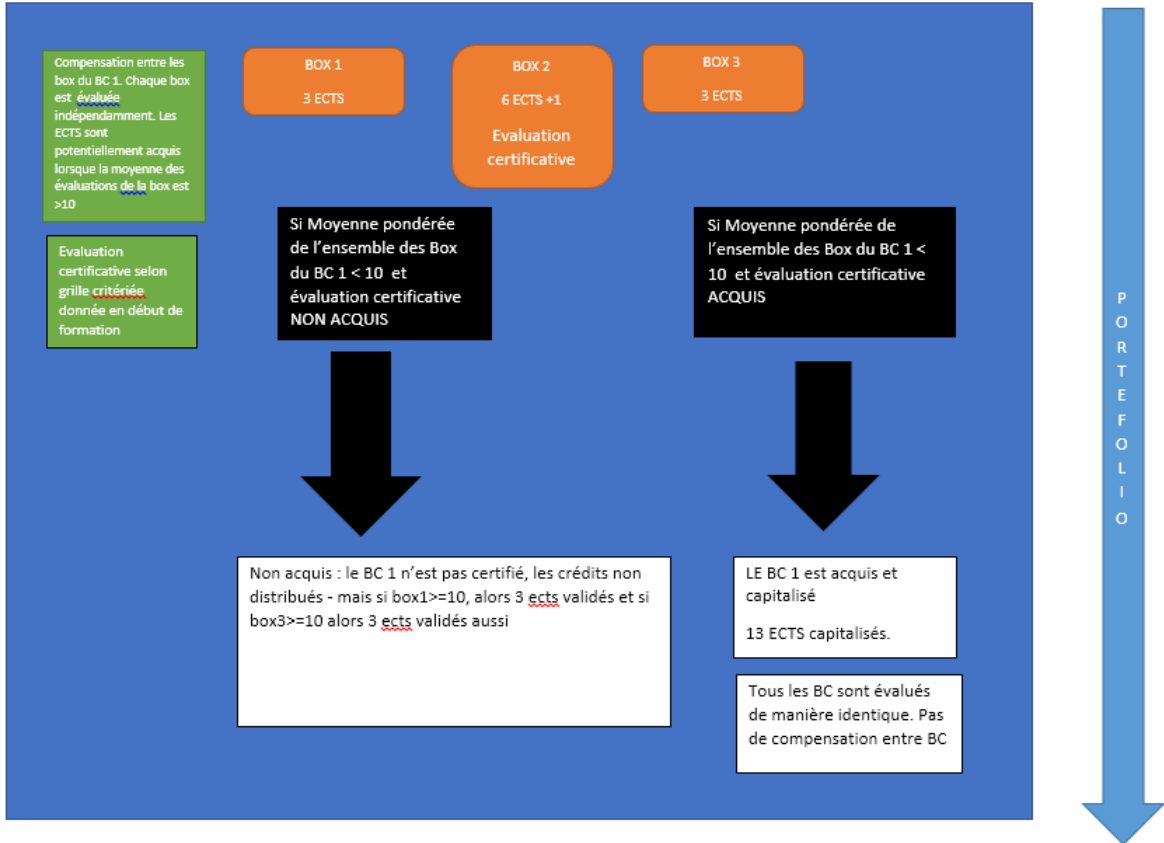 Compensation entre les
box du BC 1. Chaque box
est évaluée
indépendamment. Les
ECTS sont
potentiellement acquis
lorsque la moyenne des
évaluations de la box est
>10
BOX 1
3 ECTS
BOX 2
6 ECTS +1
Evaluation
certificative
BOX 3
3 ECTS
Evaluation
certificative selon
grille critériée
donnée en début de
formation
Si Moyenne pondérée
de l'ensemble des Box
du BC 1 < 10 et
évaluation certificative
NON ACQUIS
Si Moyenne pondérée de
l'ensemble des Box du BC 1 <
10 et évaluation certificative
ACQUIS
Non acquis : le BC 1 n'est pas certifié, les crédits non
distribués - mais si box1>=10, alors 3 ects validés et si
box3>=10 alors 3 ects validés aussi
LE BC 1 est acquis et
capitalisé
13 ECTS capitalisés.
Tous les BC sont évalués
de manière identique. Pas
de compensation entre BC
P
O
R
T
E
F
O
L
I
O